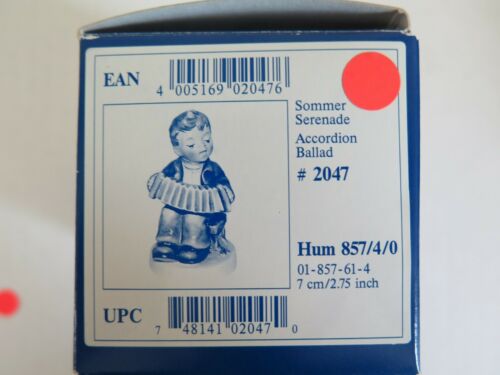 EAN
4 005169 020476
Sommer
Serenade
Accordion
Ballad
# 2047
Hum 857/4/0
01-857-61-4
7 cm/2.75 inch
UPC
7 48141 02047 0